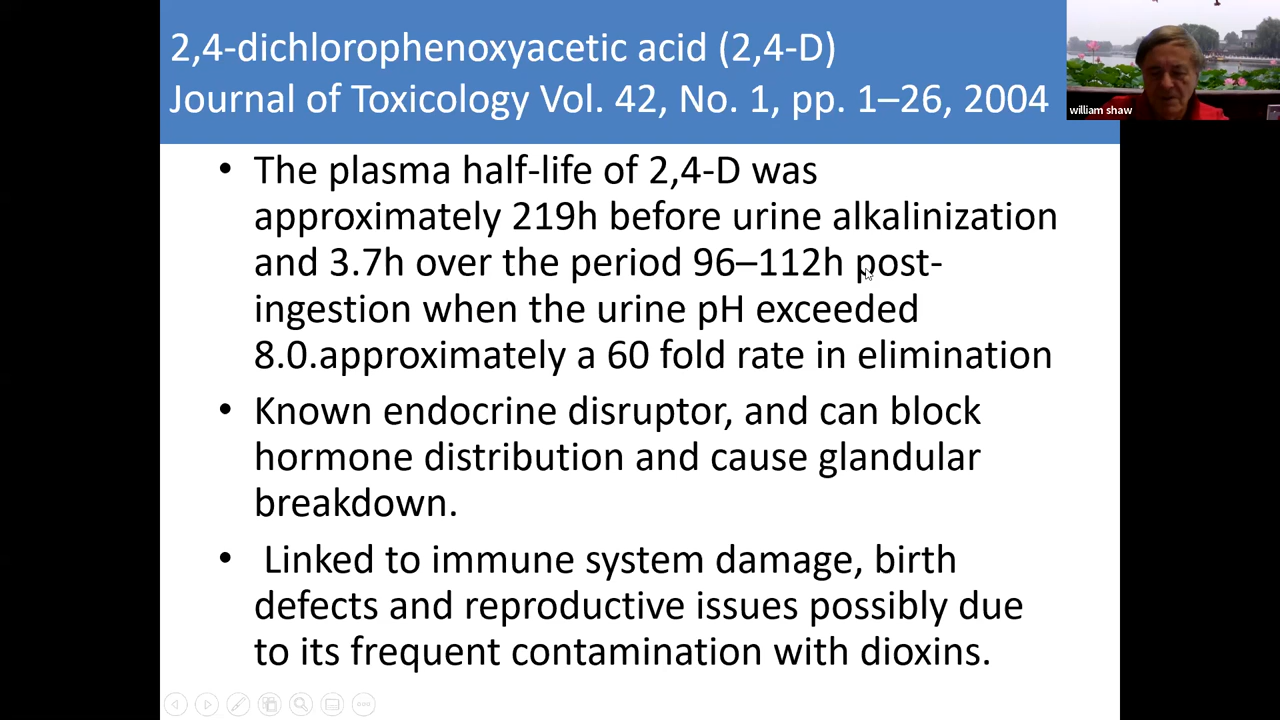 2,4-dichlorophenoxyacetic acid (2,4-D)
Journal of Toxicology Vol. 42, No. 1, pp. 1–26, 2004
william shaw
• The plasma half-life of 2,4-D was
approximately 219h before urine alkalinization
and 3.7h over the period 96–112h post-
ingestion when the urine pH exceeded
8.0.approximately a 60 fold rate in elimination
• Known endocrine disruptor, and can block
hormone distribution and cause glandular
breakdown.
• Linked to immune system damage, birth
defects and reproductive issues possibly due
to its frequent contamination with dioxins.